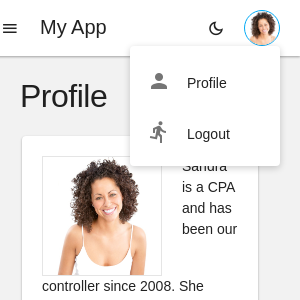 My App
Profile
Logout
Profile
Sandra
is a CPA
and has
been our
controller since 2008. She